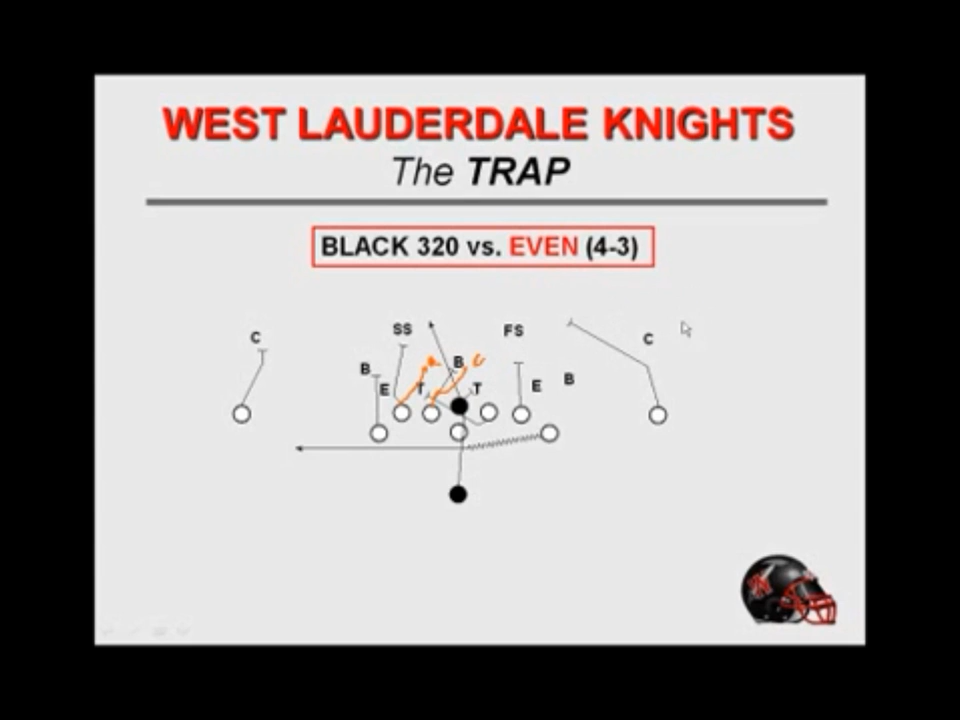 WEST LAUDERDALE KNIGHTS
The TRAP
BLACK 320 vs. EVEN (4-3)
C SS FS C
B E T B T E B